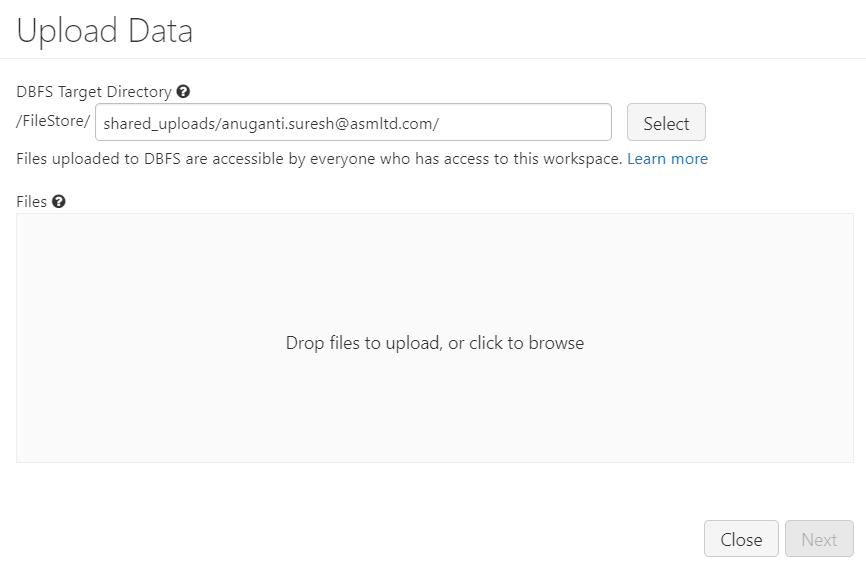 Upload Data
DBFS Target Directory ?
/FileStore/ shared_uploads/anuganti.suresh@asmltd.com/ Select
Files uploaded to DBFS are accessible by everyone who has access to this workspace. Learn more
Files ?
Drop files to upload, or click to browse
Close Next